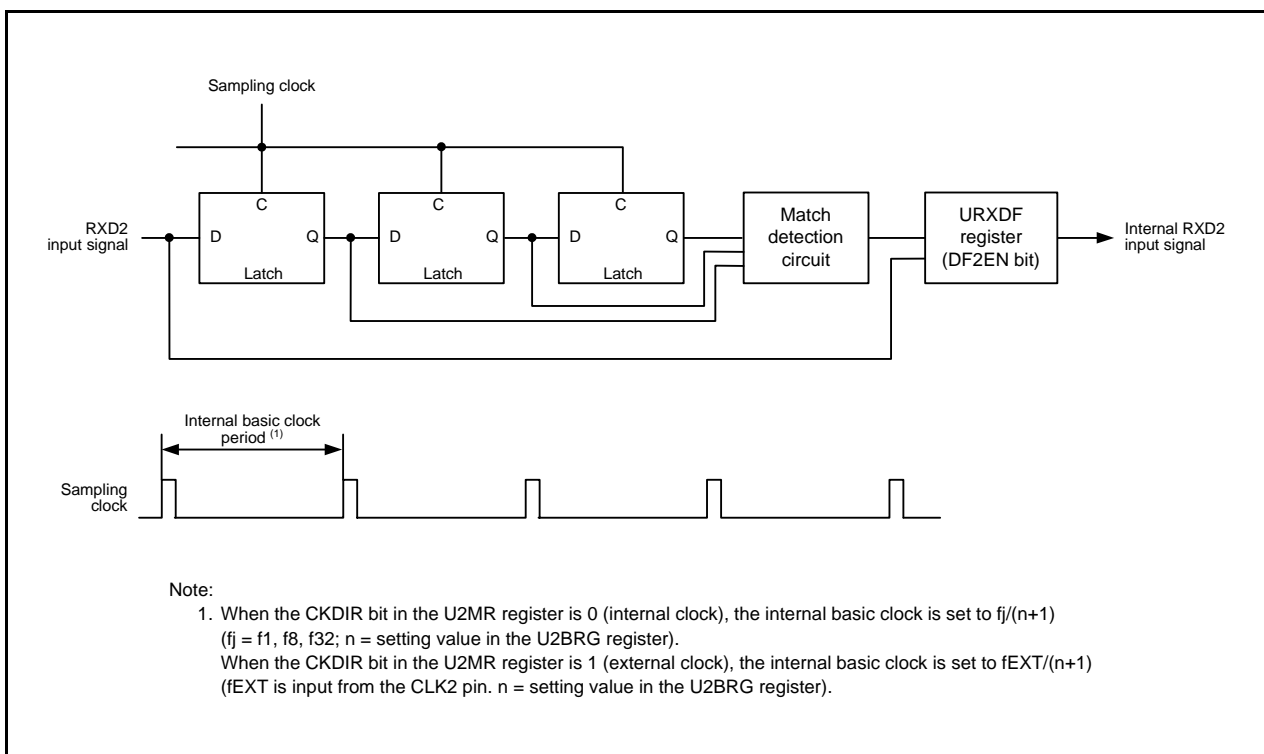 Sampling clock
C
C
C
RXD2
input signal
D
Q
D
Q
D
Q
Latch
Latch
Latch
Match
detection
circuit
URXDF
register
(DF2EN bit)
Internal RXD2
input signal
Internal basic clock
period (1)
Sampling
clock
Note:
1. When the CKDIR bit in the U2MR register is 0 (internal clock), the internal basic clock is set to fj/(n+1)
(fj = f1, f8, f32; n = setting value in the U2BRG register).
When the CKDIR bit in the U2MR register is 1 (external clock), the internal basic clock is set to fEXT/(n+1)
(fEXT is input from the CLK2 pin. n = setting value in the U2BRG register).